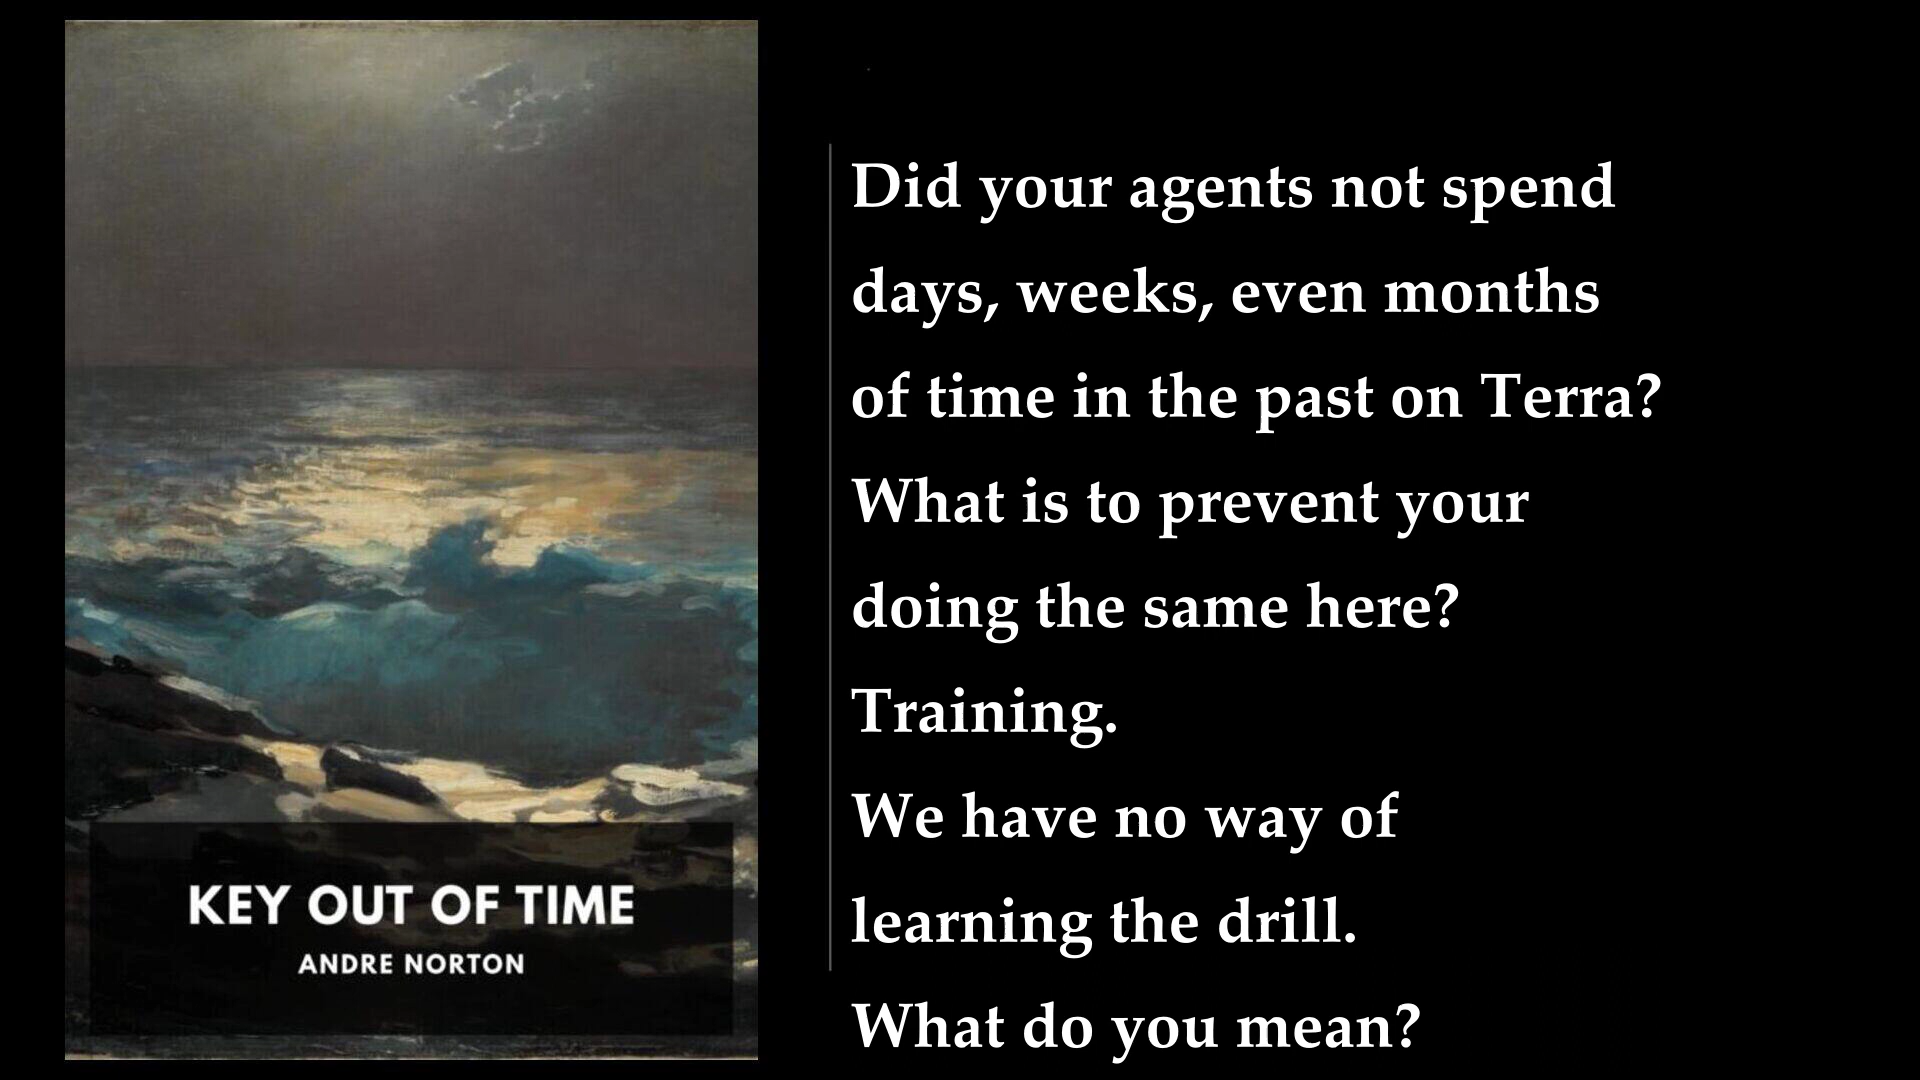 KEY OUT OF TIME
ANDRE NORTON
Did your agents not spend
days, weeks, even months
of time in the past on Terra?
What is to prevent your
doing the same here?
Training.
We have no way of
learning the drill.
What do you mean?